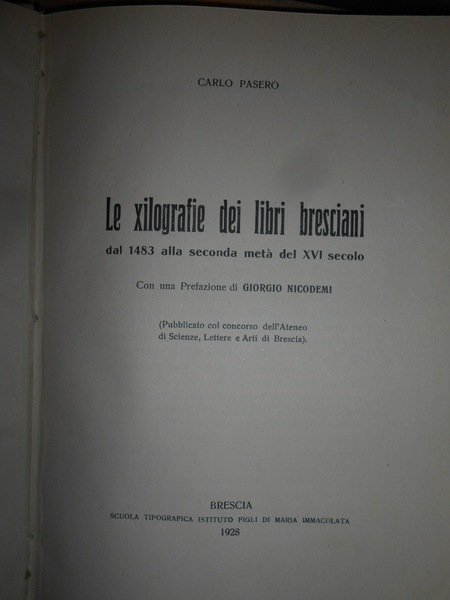 CARLO PASERO
Le xilografie dei libri bresciani
dal 1483 alla seconda metà del XVI secolo
Con una Prefazione di GIORGIO NICODEMI
(Pubblicato col concorso dell'Ateneo
di Scienze, Lettere e Arti di Brescia).
BRESCIA
SCUOLA TIPOGRAFICA ISTITUTO FIGLI DI MARIA IMMACOLATA
1928